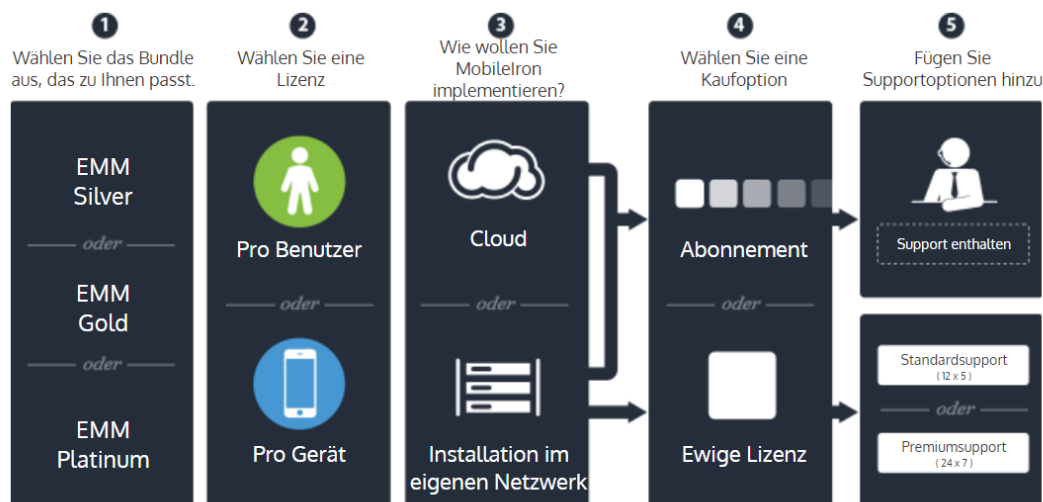 1
Wählen Sie das Bundle
aus, das zu Ihnen passt.
EMM
Silver
oder
EMM
Gold
oder
EMM
Platinum
2
Wählen Sie eine
Lizenz
Pro Benutzer
oder
Pro Gerät
3
Wie wollen Sie
MobileIron
implementieren?
Cloud
oder
Installation im
eigenen Netzwerk
4
Wählen Sie eine
Kaufoption
Abonnement
oder
Ewige Lizenz
5
Fügen Sie
Supportoptionen hinzu
Support enthalten
Standardsupport
( 12 x 5 )
oder
Premiumsupport
( 24 x 7 )